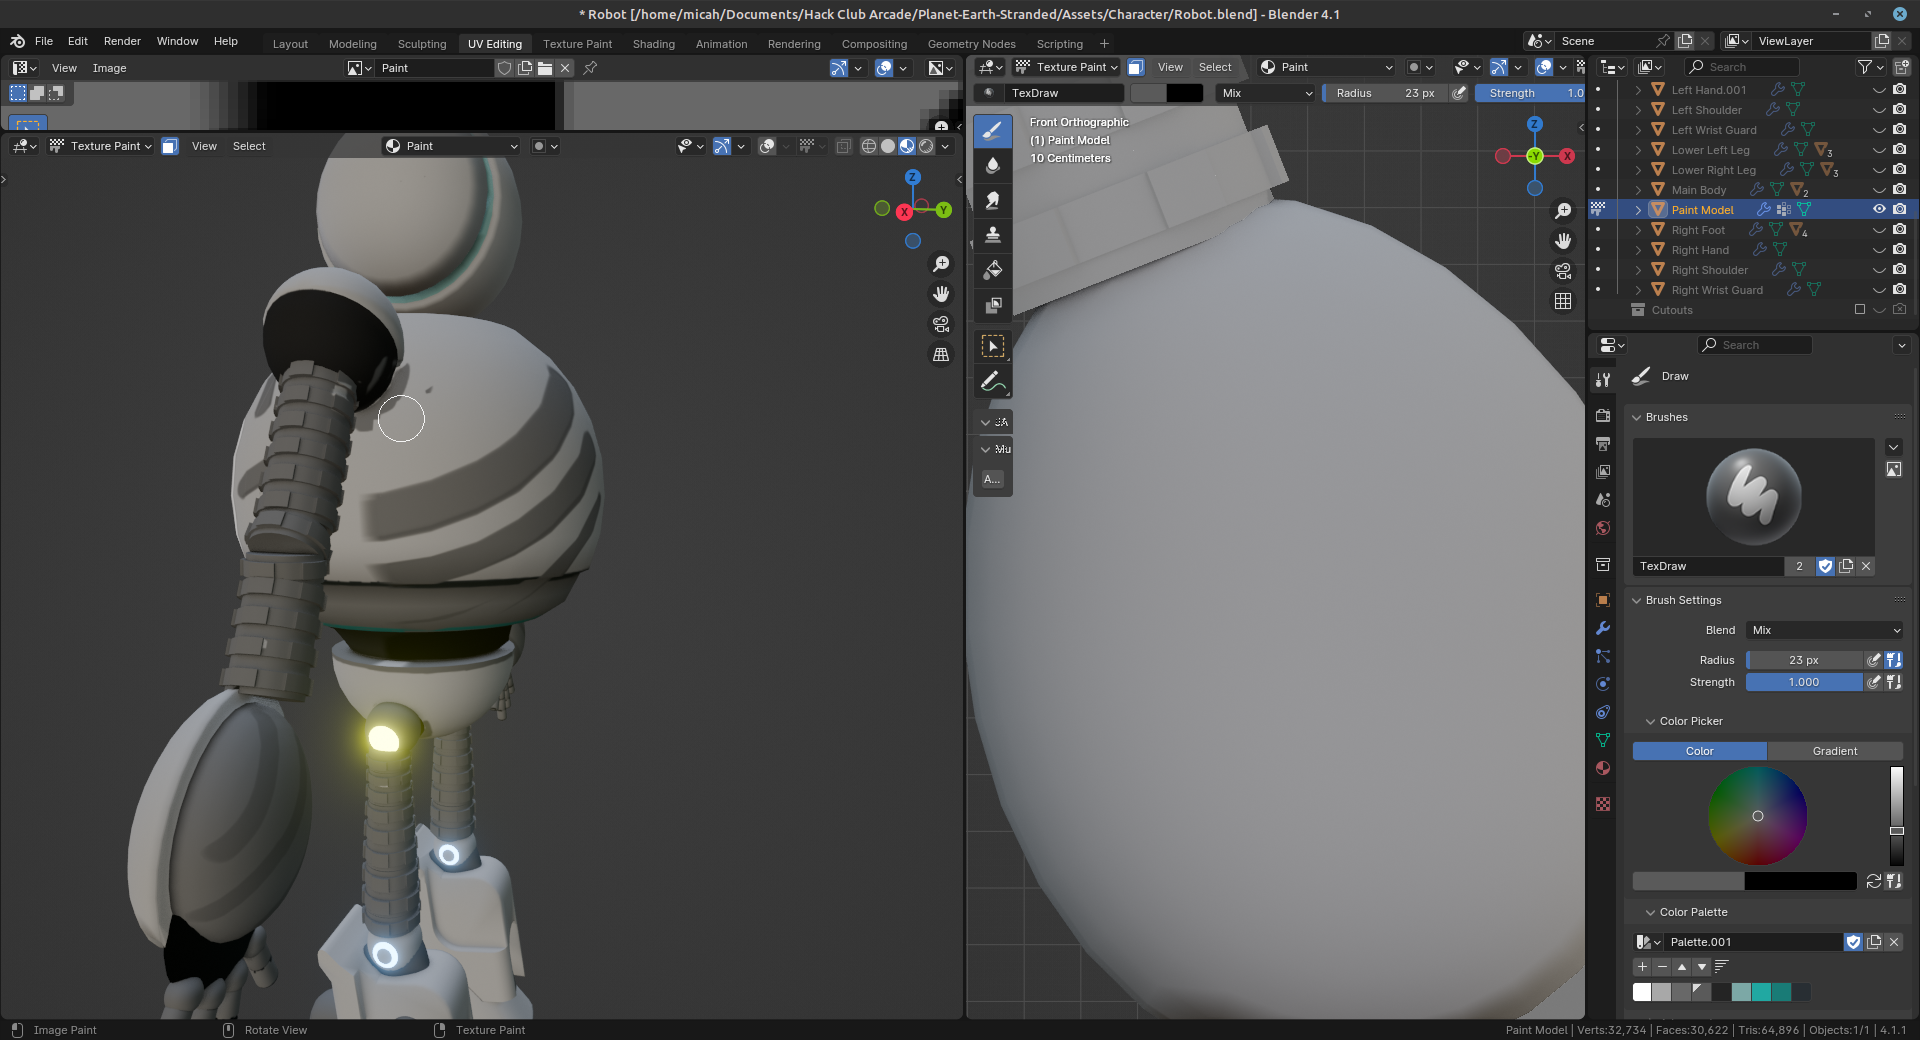 * Robot [/home/micah/Documents/Hack Club Arcade/Planet-Earth-Stranded/Assets/Character/Robot.blend] - Blender 4.1
File Edit Render Window Help Layout Modeling Sculpting UV Editing Texture Paint Shading Animation Rendering Compositing Geometry Nodes Scripting + Scene ViewLayer
View Image Paint
Texture Paint View Select Paint
Search
TexDraw Mix Radius 23 px Strength 1.0
Texture Paint View Select Paint
Front Orthographic
(1) Paint Model
10 Centimeters
Z
X
Y
Z
-Y
X
Mu
A...
Left Hand.001
Left Shoulder
Left Wrist Guard
Lower Left Leg 3
Lower Right Leg 3
Main Body 2
Paint Model
Right Foot 4
Right Hand
Right Shoulder
Right Wrist Guard
Cutouts
Search
Draw
Brushes
TexDraw 2
Brush Settings
Blend Mix
Radius 23 px
Strength 1.000
Color Picker
Color Gradient
Color Palette
Palette.001
Image Paint Rotate View Texture Paint Paint Model | Verts:32,734 | Faces:30,622 | Tris:64,896 | Objects:1/1 | 4.1.1